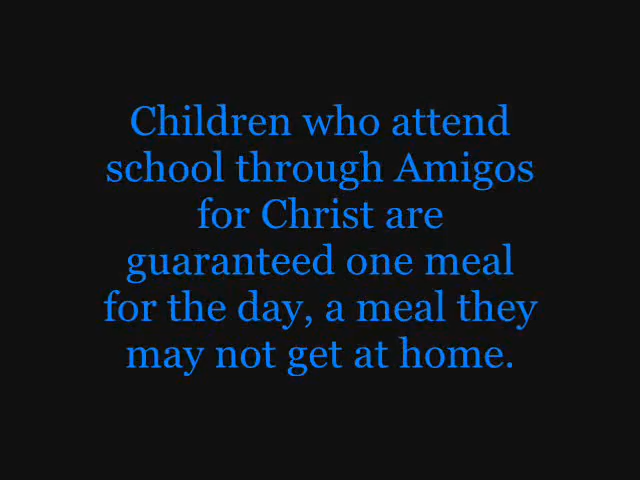 Children who attend
school through Amigos
for Christ are
guaranteed one meal
for the day, a meal they
may not get at home.